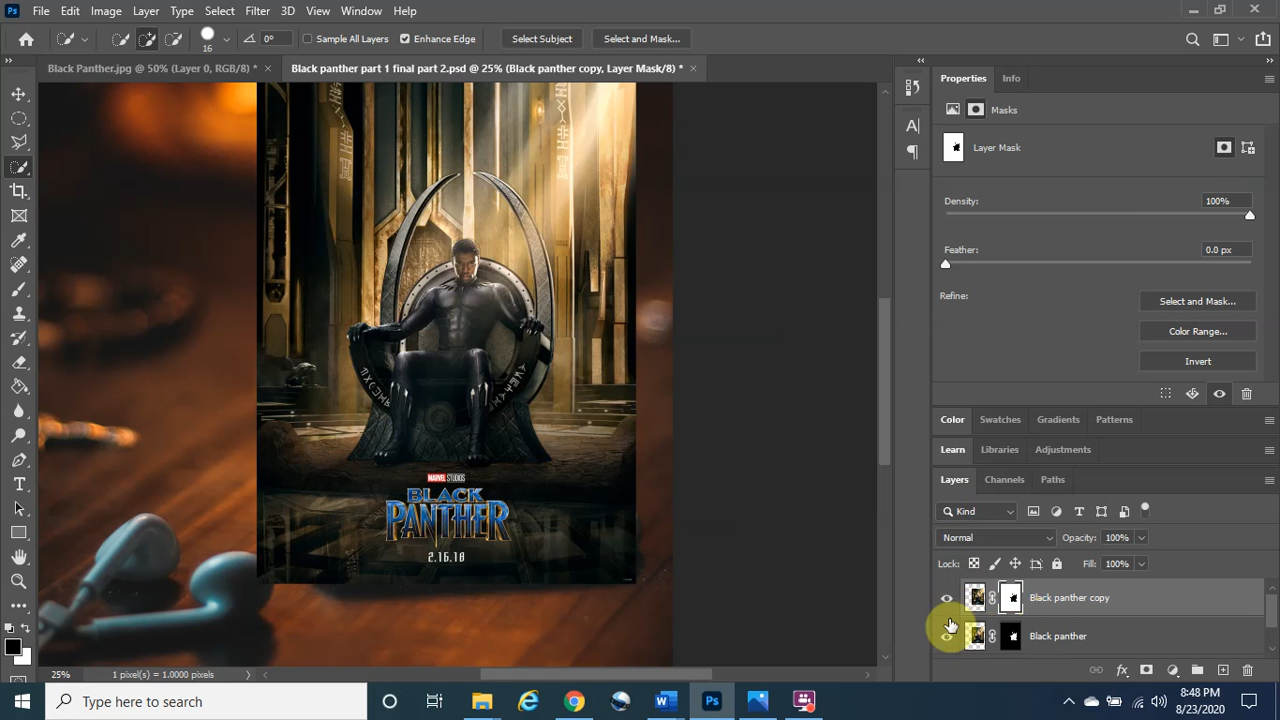 Ps File Edit Image Layer Type Select Filter 3D View Window Help
16 0° Sample All Layers Enhance Edge Select Subject Select and Mask...
Black Panther.jpg @ 50% (Layer 0, RGB/8) * × Black panther part 1 final part 2.psd @ 25% (Black panther copy, Layer Mask/8) * ×
Properties Info
Masks
Layer Mask
Density: 100%
Feather: 0.0 px
Refine:
Select and Mask...
Color Range...
Invert
Color Swatches Gradients Patterns
Learn Libraries Adjustments
Layers Channels Paths
Kind
Normal Opacity: 100%
Lock: Fill: 100%
Black panther copy
Black panther
MARVEL STUDIOS
BLACK
PANTHER
2.16.18
25% 1 pixel(s) = 1.0000 pixels
Type here to search
8:48 PM
8/23/2020